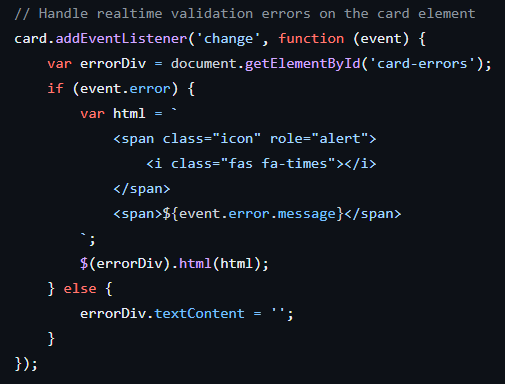 // Handle realtime validation errors on the card element
card.addEventListener('change', function (event) {
    var errorDiv = document.getElementById('card-errors');
    if (event.error) {
        var html = `
            <span class="icon" role="alert">
                <i class="fas fa-times"></i>
            </span>
            <span>${event.error.message}</span>
        `;
        $(errorDiv).html(html);
    } else {
        errorDiv.textContent = '';
    }
});